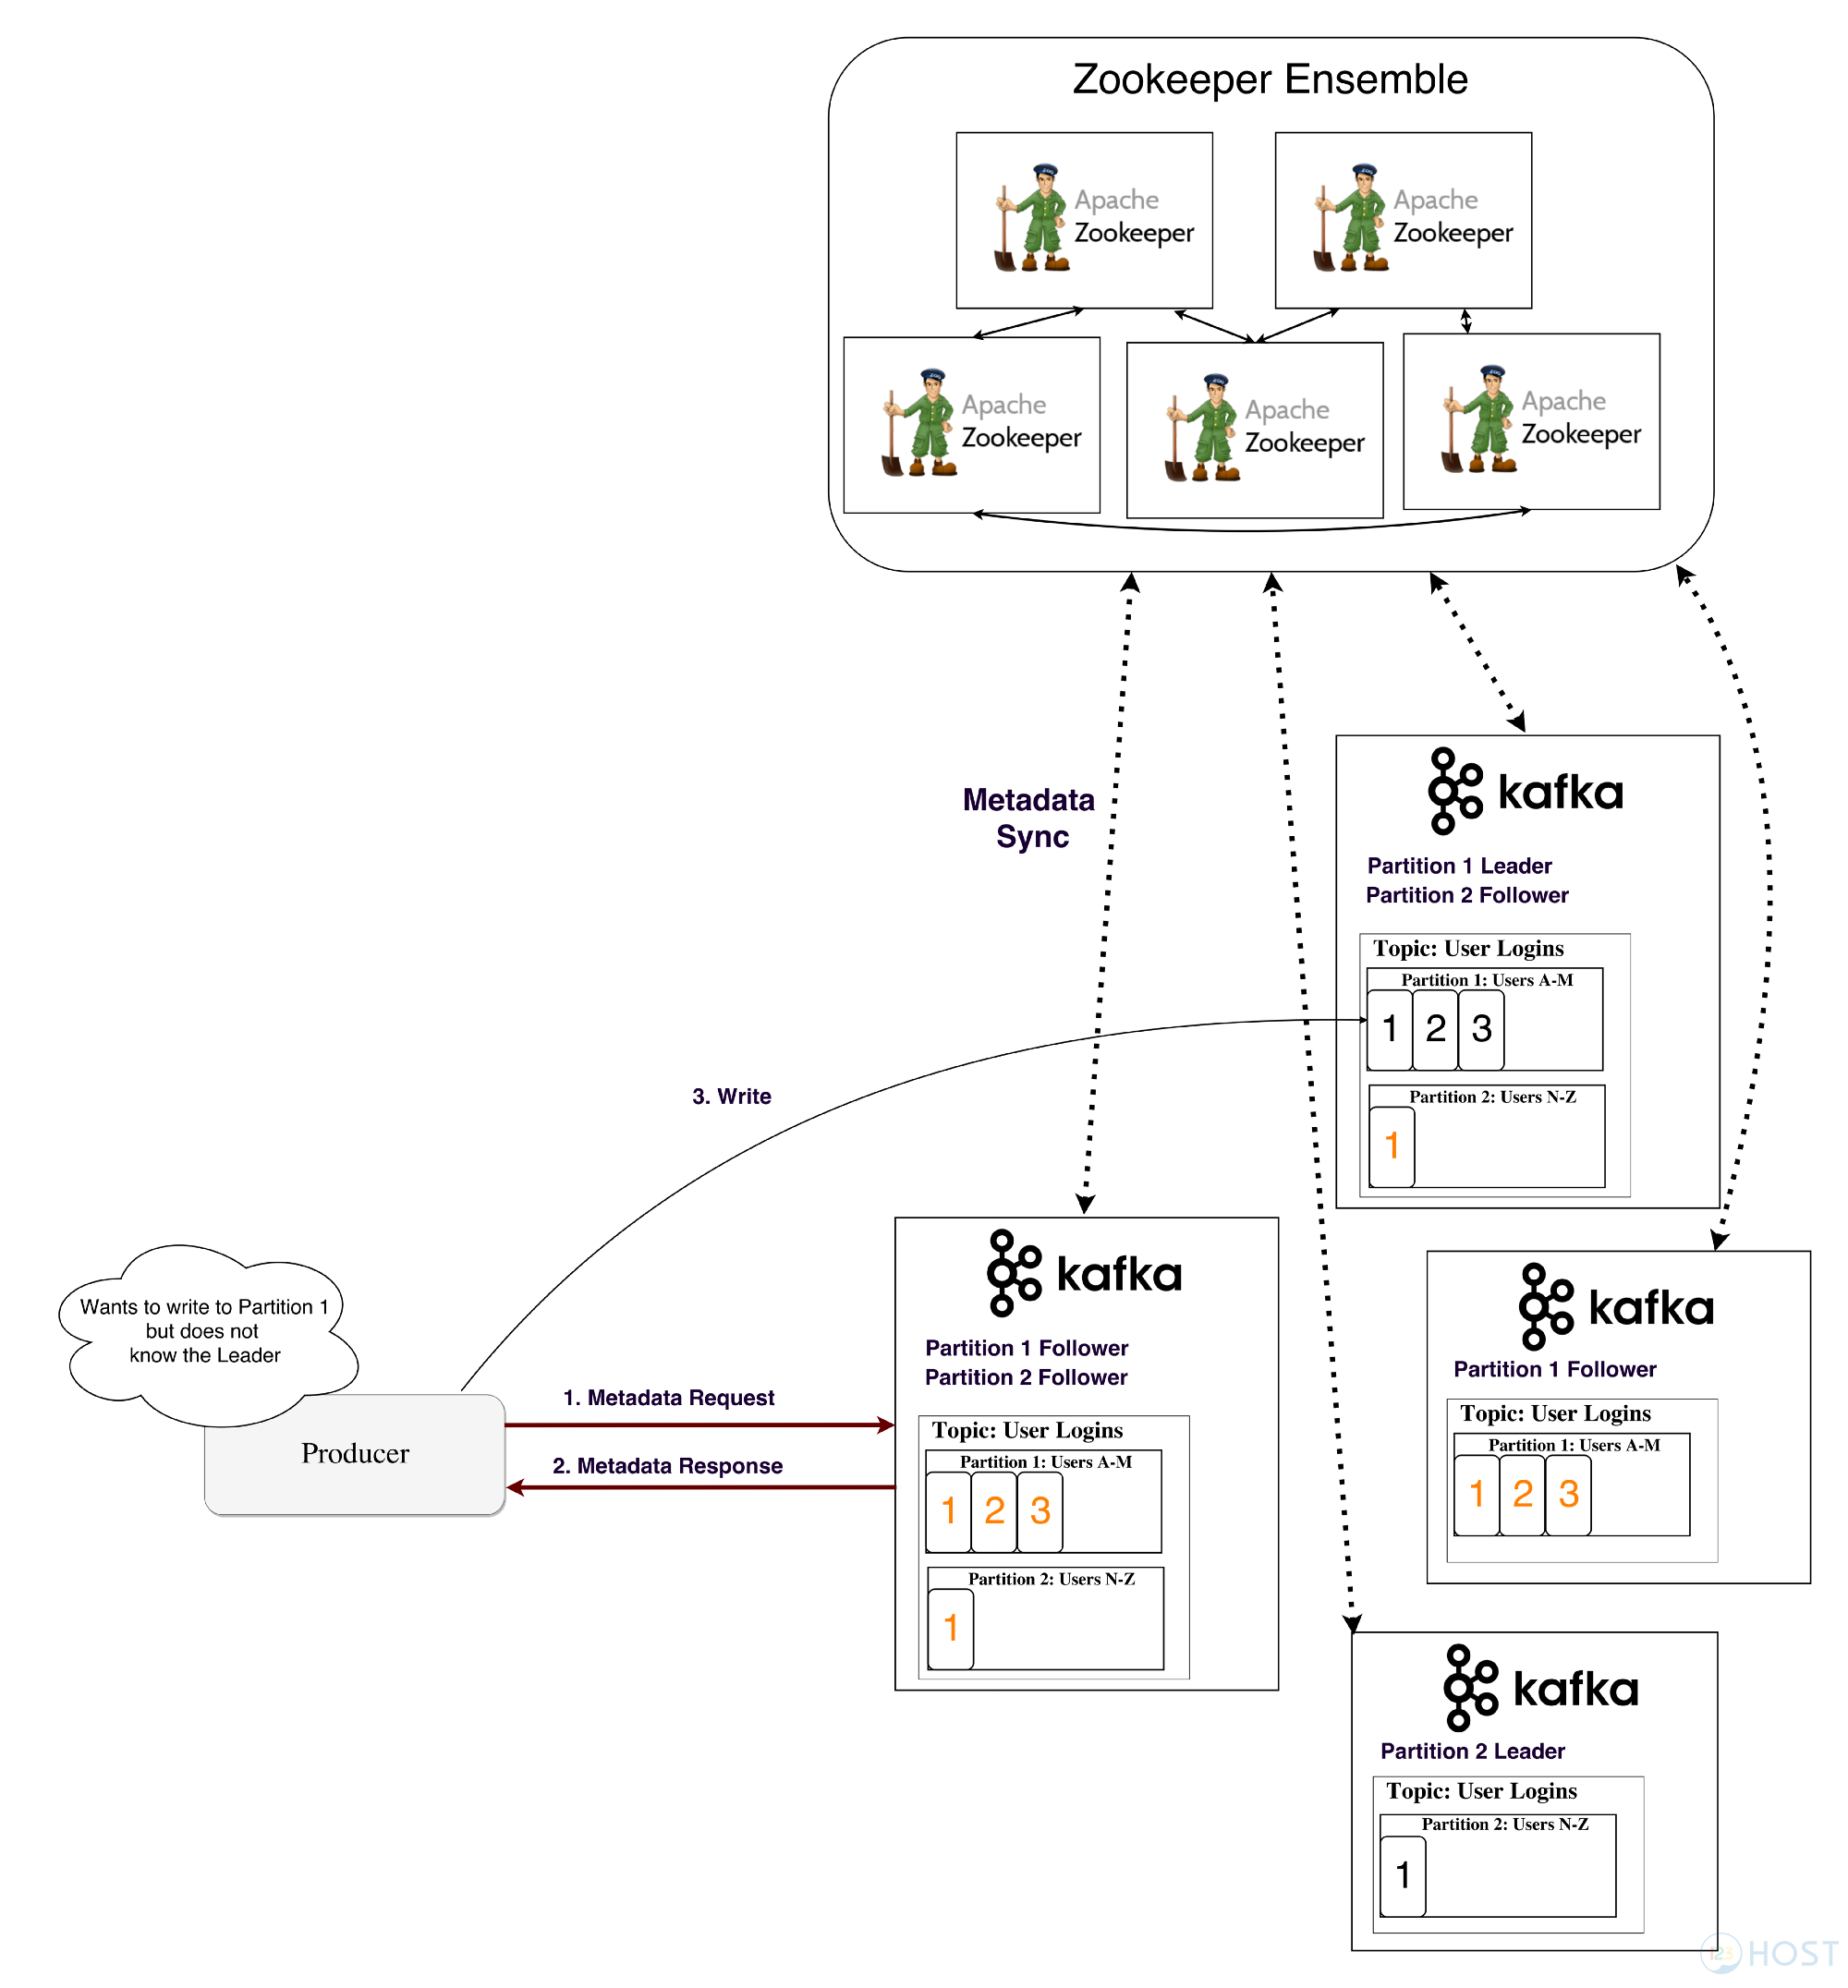 Zookeeper Ensemble
Apache
Zookeeper
Apache
Zookeeper
Apache
Zookeeper
Apache
Zookeeper
Apache
Zookeeper
Metadata
Sync
kafka
Partition 1 Leader
Partition 2 Follower
Topic: User Logins
Partition 1: Users A-M
1 2 3
Partition 2: Users N-Z
1
3. Write
Wants to write to Partition 1
but does not
know the Leader
Producer
1. Metadata Request
2. Metadata Response
kafka
Partition 1 Follower
Partition 2 Follower
Topic: User Logins
Partition 1: Users A-M
1 2 3
Partition 2: Users N-Z
1
kafka
Partition 1 Follower
Topic: User Logins
Partition 1: Users A-M
1 2 3
kafka
Partition 2 Leader
Topic: User Logins
Partition 2: Users N-Z
1
123 HOST